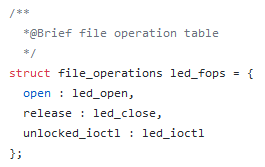 /**
*@Brief file operation table
*/
struct file_operations led_fops = {
open : led_open,
release : led_close,
unlocked_ioctl : led_ioctl
};